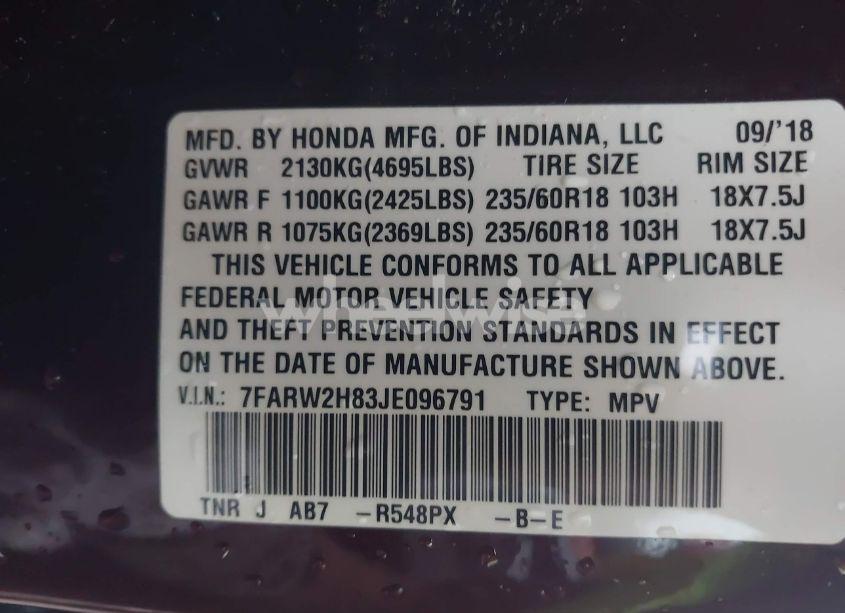 MFD. BY HONDA MFG. OF INDIANA, LLC 09/'18
GVWR 2130KG(4695LBS) TIRE SIZE RIM SIZE
GAWR F 1100KG(2425LBS) 235/60R18 103H 18X7.5J
GAWR R 1075KG(2369LBS) 235/60R18 103H 18X7.5J
THIS VEHICLE CONFORMS TO ALL APPLICABLE
FEDERAL MOTOR VEHICLE SAFETY
wheelwise
AND THEFT PREVENTION STANDARDS IN EFFECT
ON THE DATE OF MANUFACTURE SHOWN ABOVE.
V.I.N.: 7FARW2H83JE096791 TYPE: MPV
TNR J AB7 -R548PX -B-E